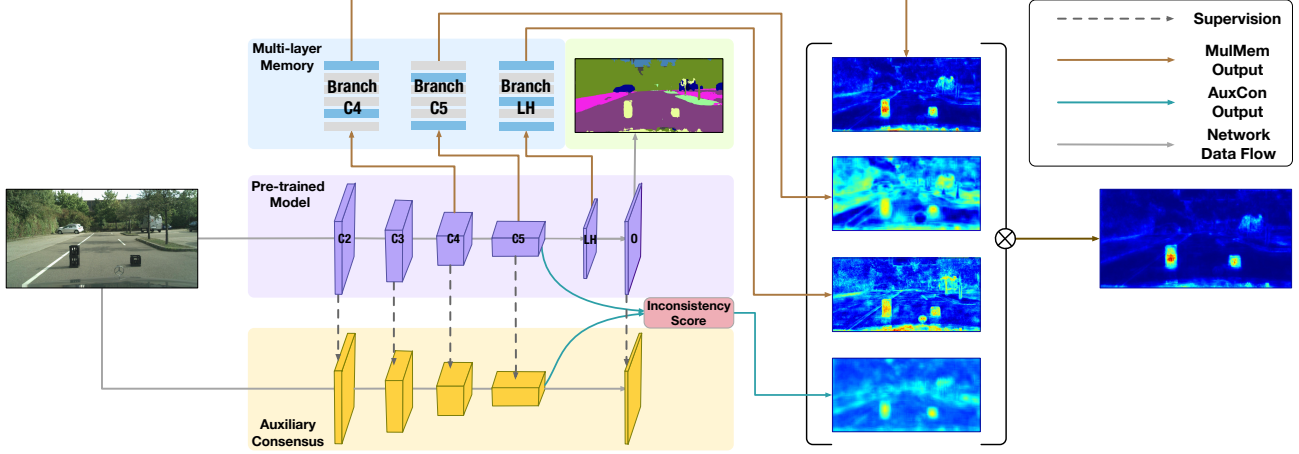 Supervision
MulMem
Output
AuxCon
Output
Network
Data Flow
Multi-layer
Memory
Branch
C4
Branch
C5
Branch
LH
Pre-trained
Model
C2
C3
C4
C5
LH
O
Inconsistency
Score
Auxiliary
Consensus